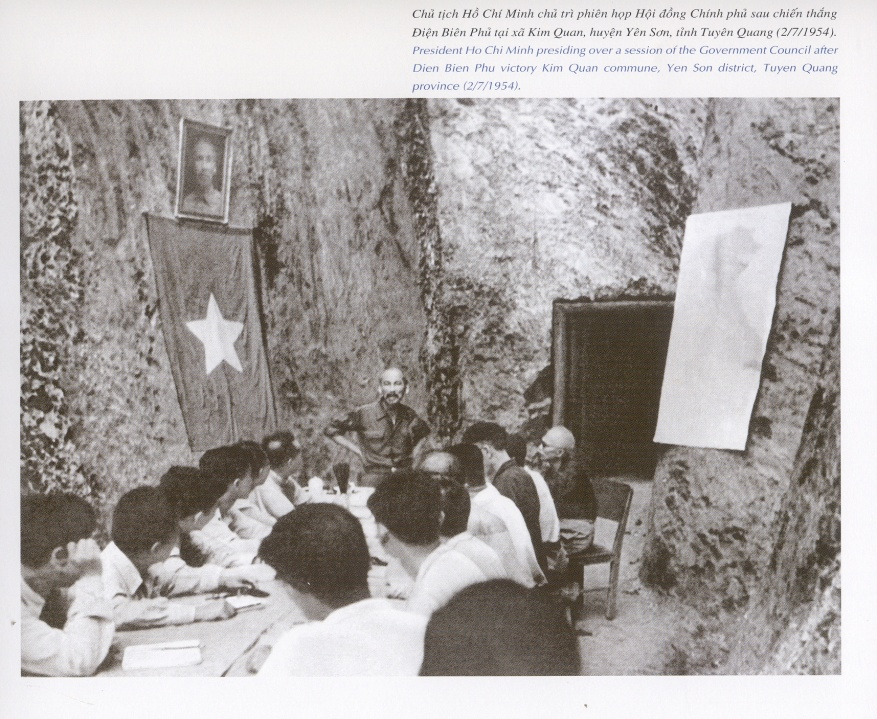 Chủ tịch Hồ Chí Minh chủ trì phiên họp Hội đồng Chính phủ sau chiến thắng
Điện Biên Phủ tại xã Kim Quan, huyện Yên Sơn, tỉnh Tuyên Quang (2/7/1954).
President Ho Chi Minh presiding over a session of the Government Council after
Dien Bien Phu victory Kim Quan commune, Yen Son district, Tuyen Quang
province (2/7/1954).